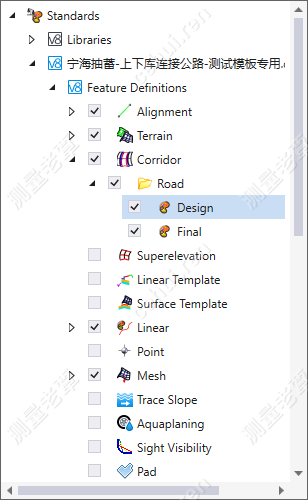 Standards
Libraries
宁海抽蓄-上下库连接公路-测试模板专用.
Feature Definitions
Alignment
Terrain
Corridor
Road
Design
Final
Superelevation
Linear Template
Surface Template
Linear
Point
Mesh
Trace Slope
Aquaplaning
Sight Visibility
Pad